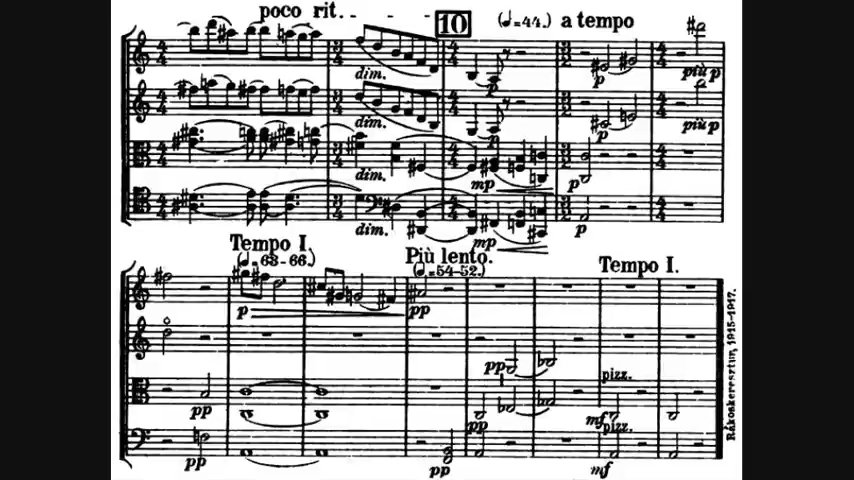 poco rit. - - -
10 (♩=44.) a tempo
dim. p p più p
dim. p p più p
dim. mp p
dim. mp p
Tempo I. (♩=63-66.)
Più lento. (♩=54-52.)
Tempo I.
p pp
pp
pizz.
pp pp mf
pizz.
pp pp mf
Rákoskeresztur, 1915-1917.